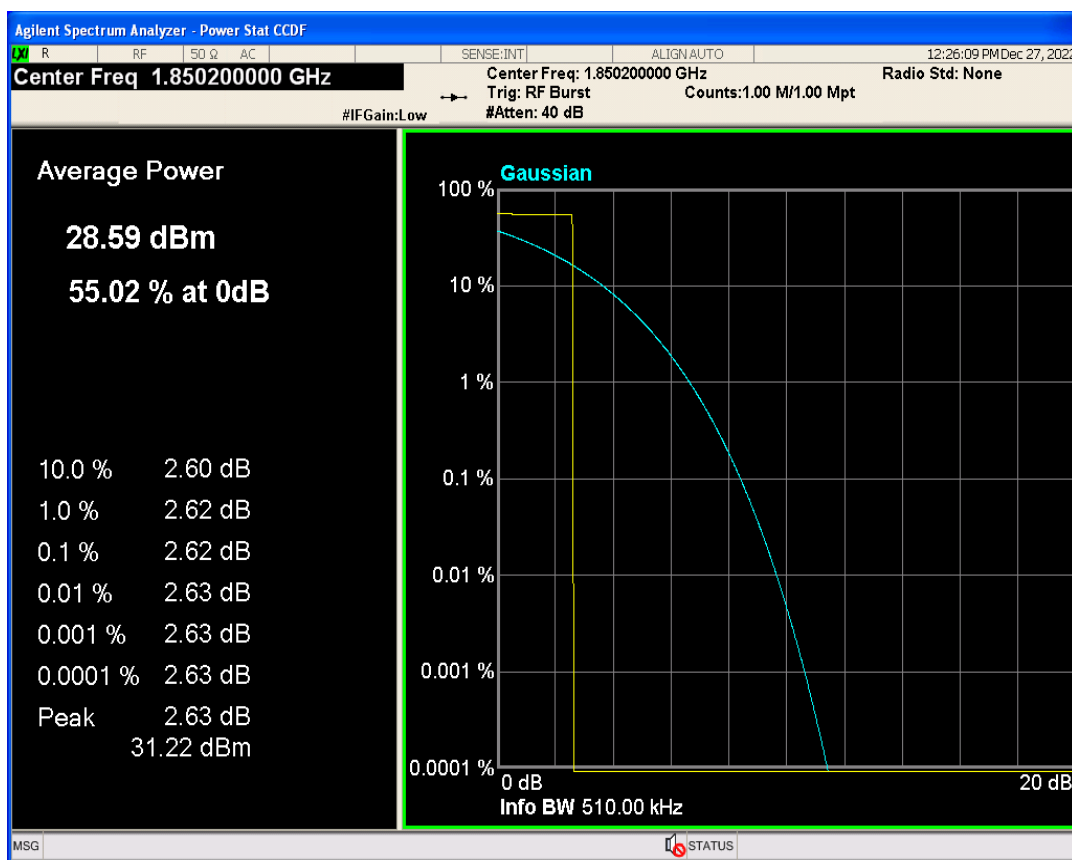 Agilent Spectrum Analyzer - Power Stat CCDF
LXI R RF 50 Ω AC SENSE:INT ALIGN AUTO 12:26:09 PM Dec 27, 2022
Center Freq 1.850200000 GHz
Center Freq: 1.850200000 GHz Radio Std: None
Trig: RF Burst Counts:1.00 M/1.00 Mpt
#IFGain:Low #Atten: 40 dB
Average Power
28.59 dBm
55.02 % at 0dB
10.0 % 2.60 dB
1.0 % 2.62 dB
0.1 % 2.62 dB
0.01 % 2.63 dB
0.001 % 2.63 dB
0.0001 % 2.63 dB
Peak 2.63 dB
31.22 dBm
Gaussian
100 %
10 %
1 %
0.1 %
0.01 %
0.001 %
0.0001 %
0 dB 20 dB
Info BW 510.00 kHz
MSG STATUS